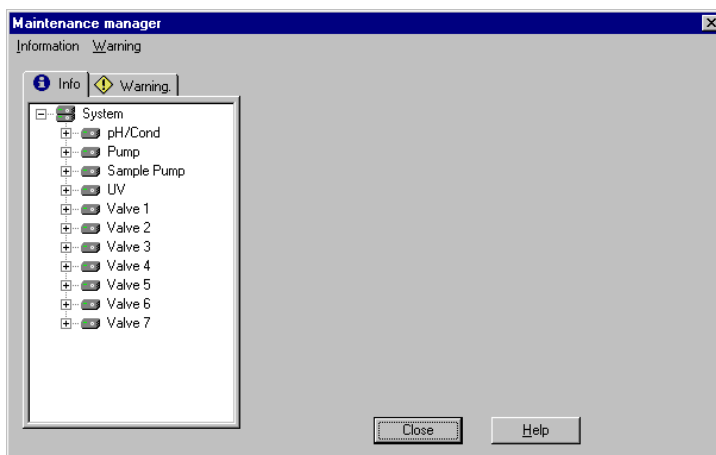 Maintenance manager
Information Warning
Info Warning.
System
pH/Cond
Pump
Sample Pump
UV
Valve 1
Valve 2
Valve 3
Valve 4
Valve 5
Valve 6
Valve 7
Close Help